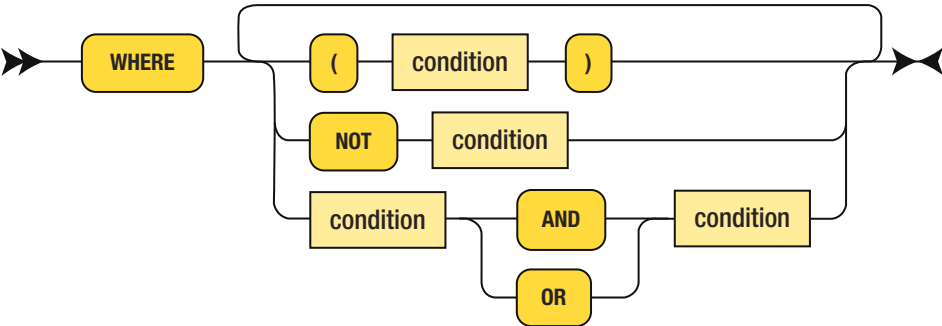 WHERE ( condition )
NOT condition
condition AND condition
OR